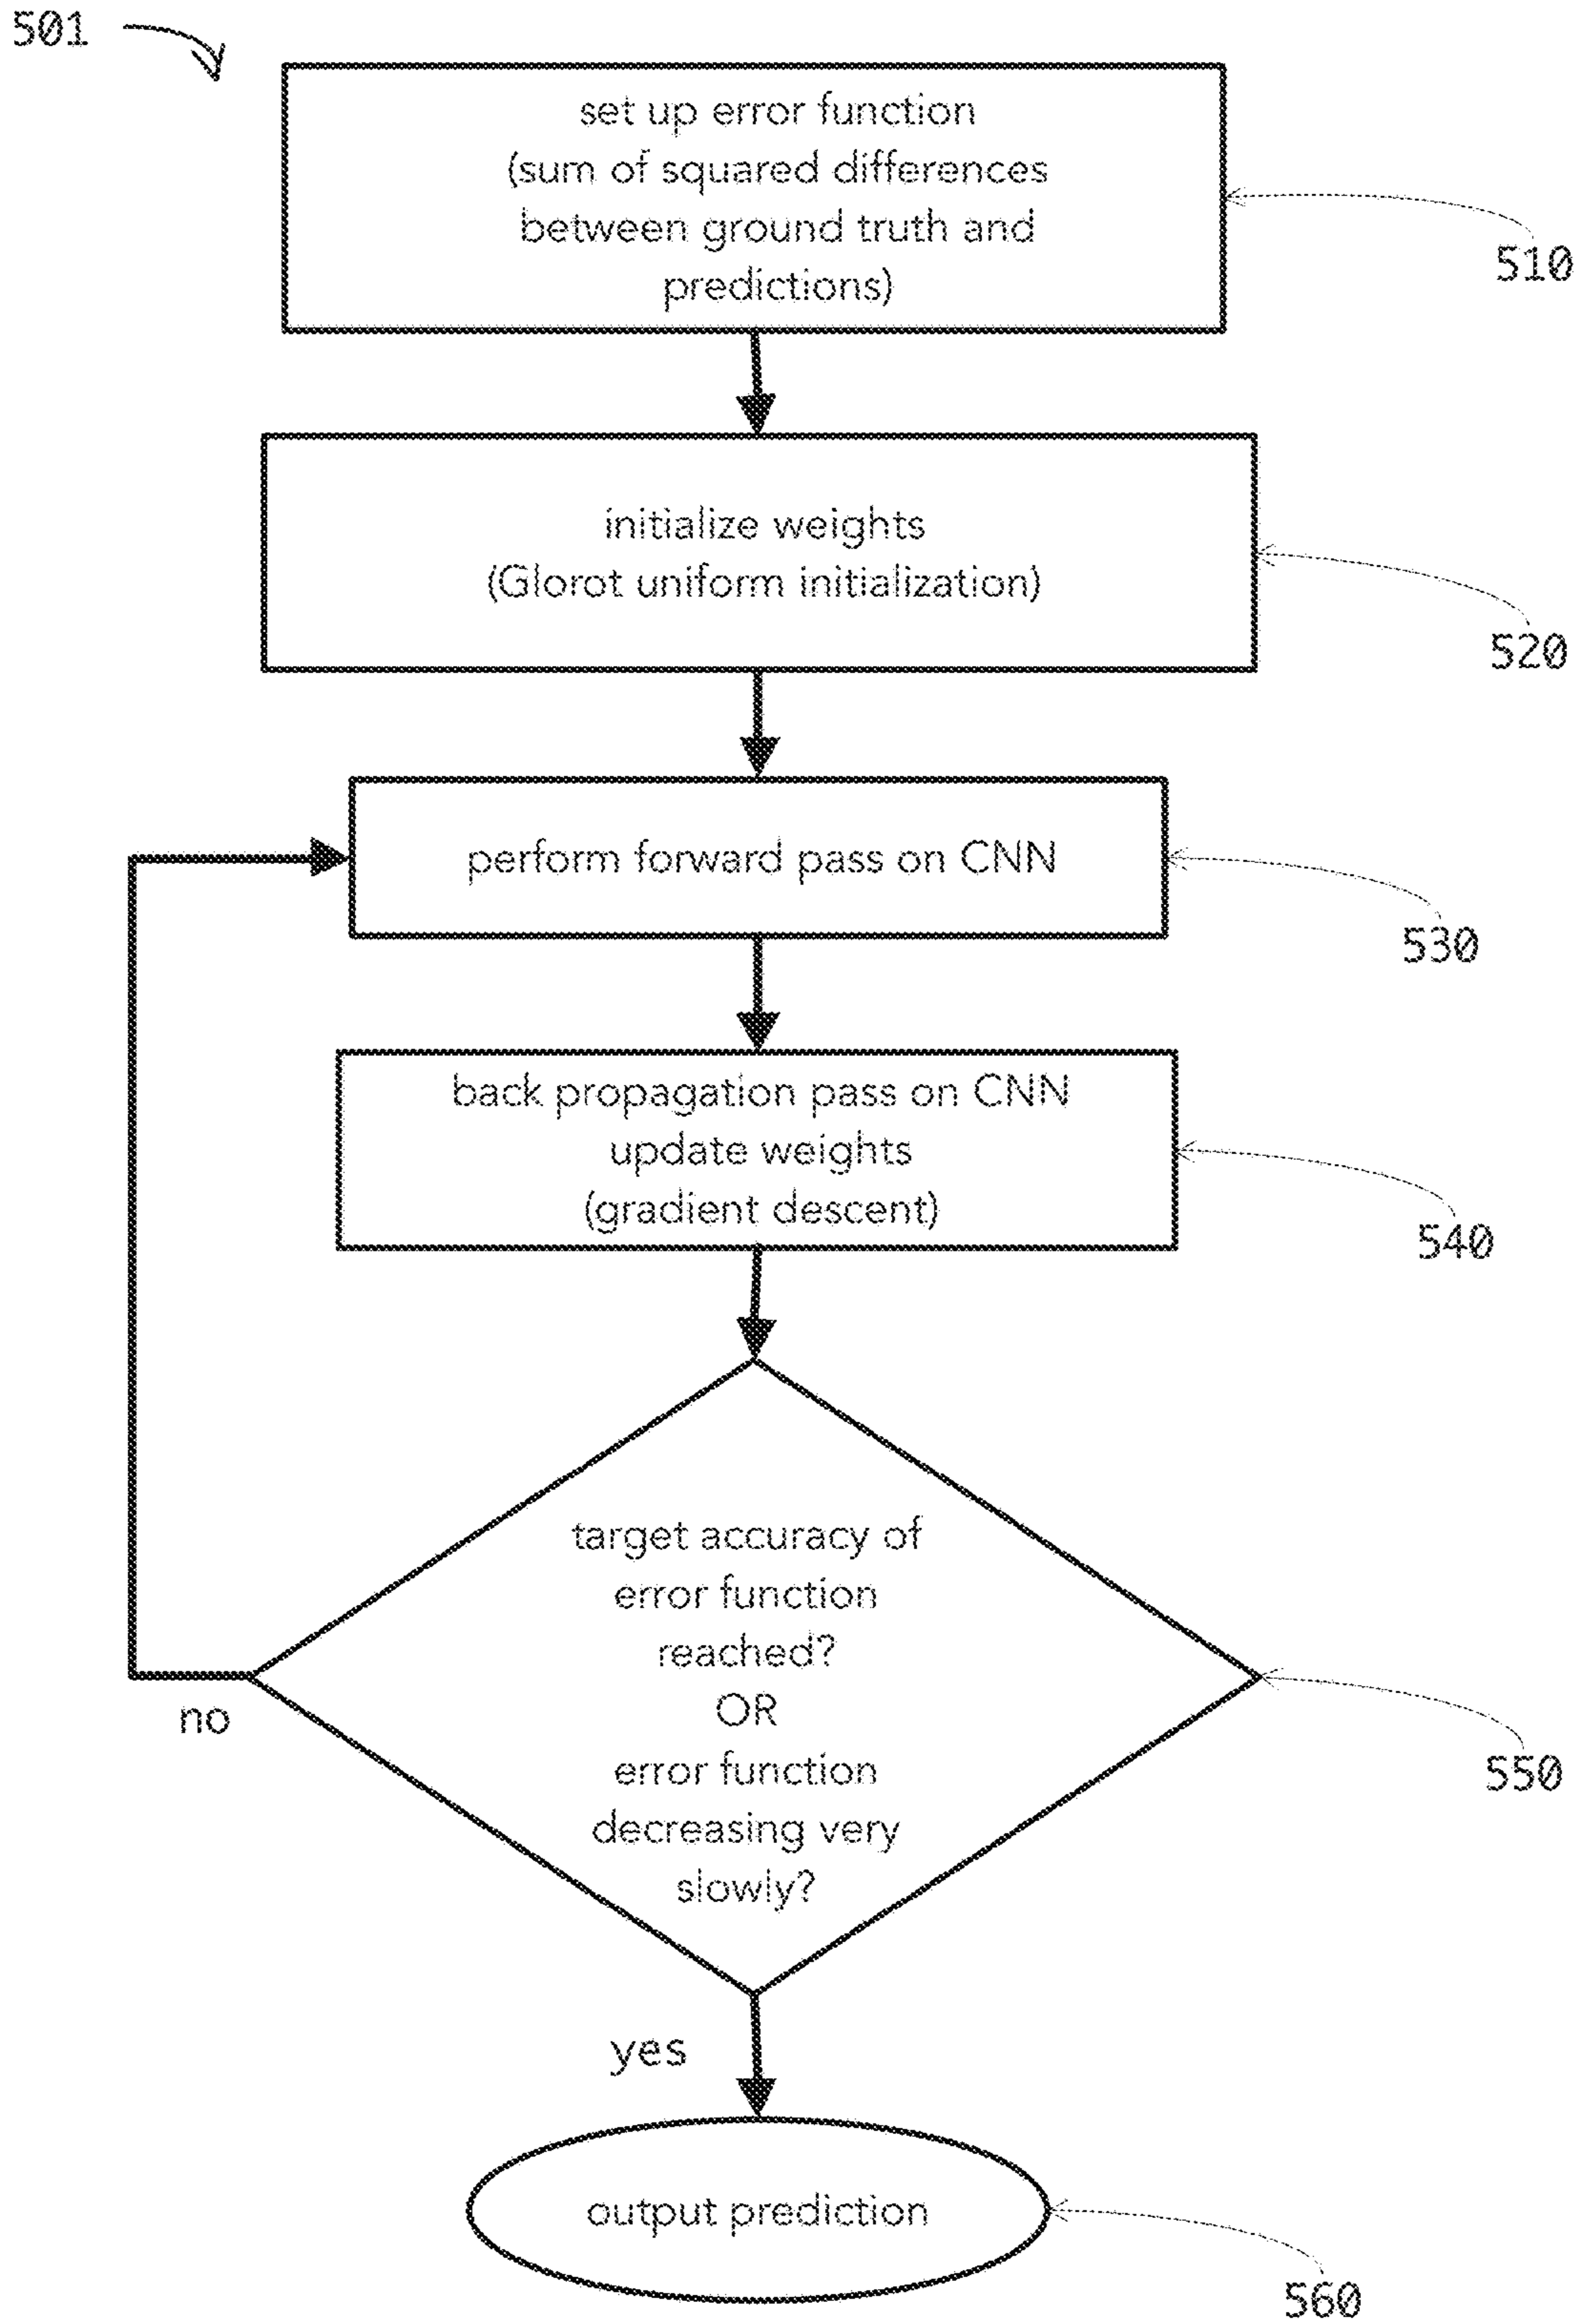 501
set up error function
(sum of squared differences
between ground truth and
predictions)
510
initialize weights
(Glorot uniform initialization)
520
perform forward pass on CNN
530
back propagation pass on CNN
update weights
(gradient descent)
540
target accuracy of
error function
reached?
OR
error function
decreasing very
slowly?
no
550
yes
output prediction
560